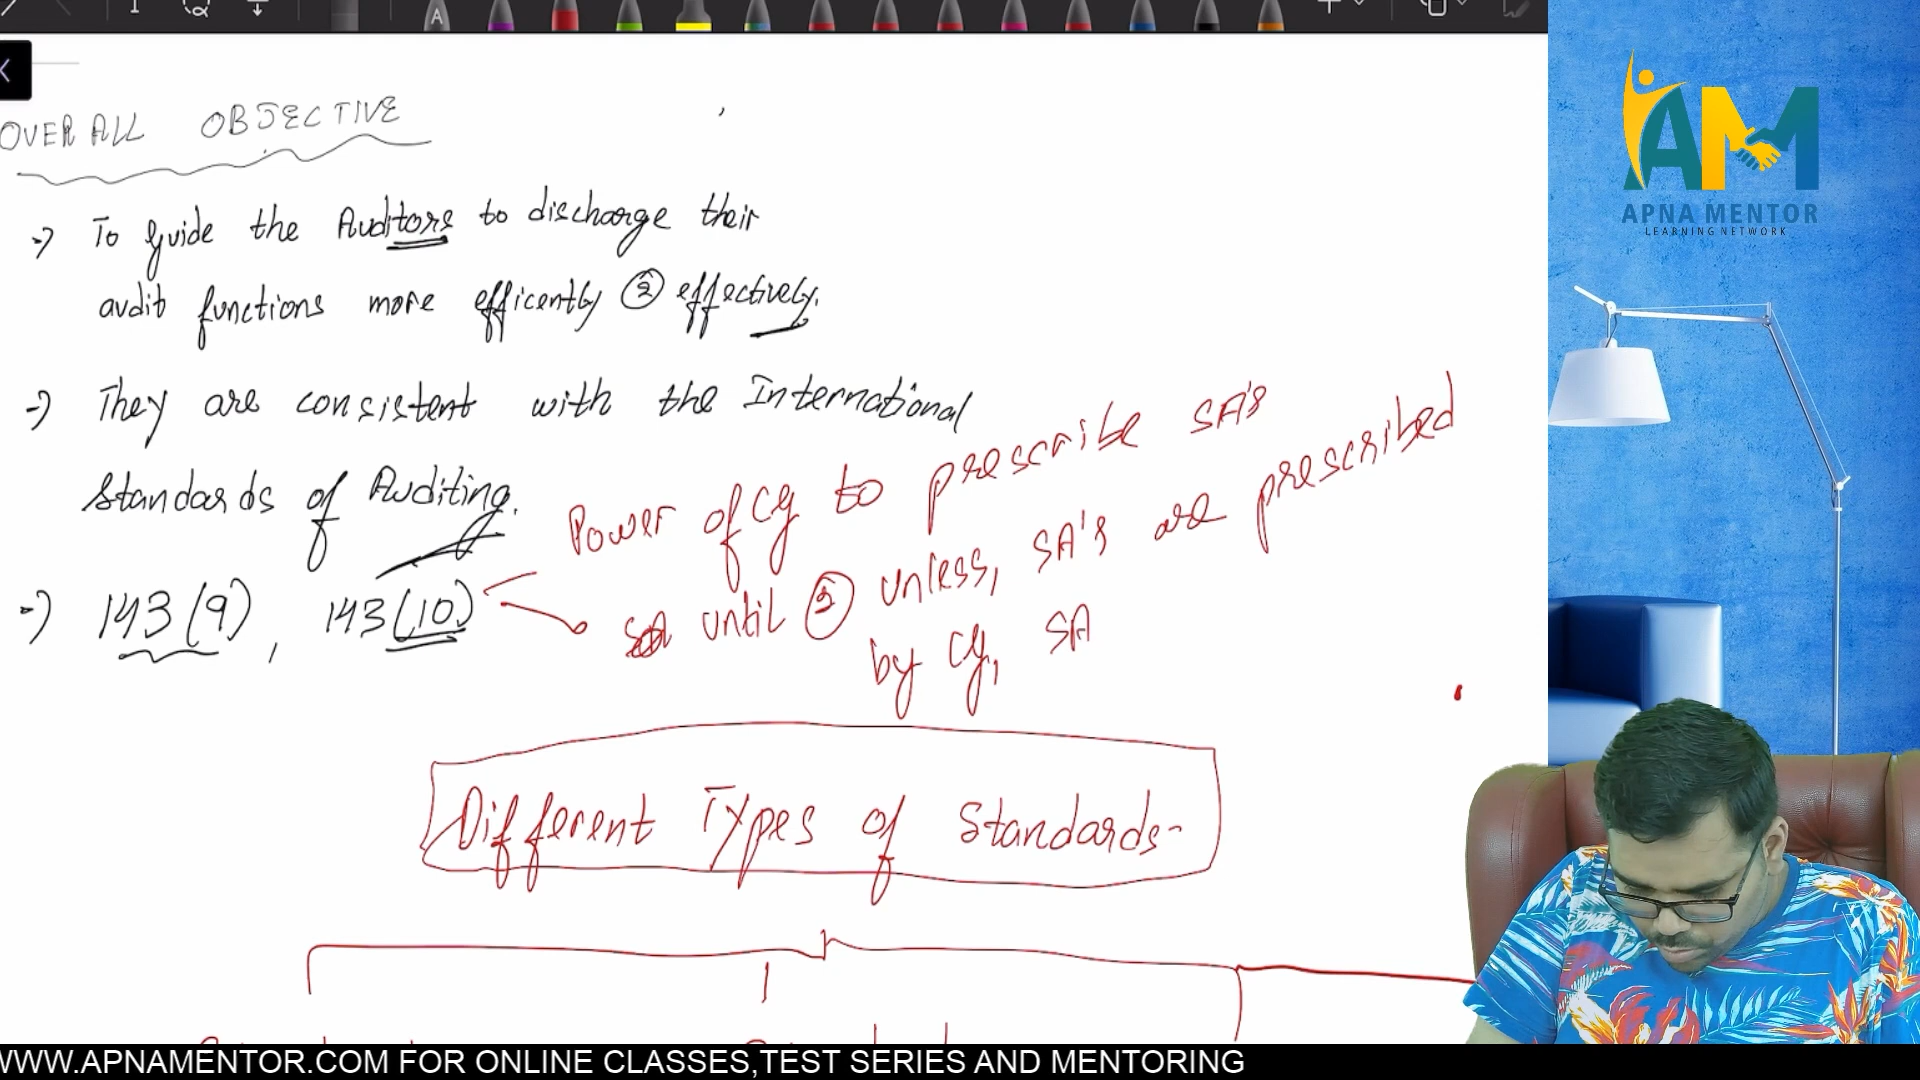 OVERALL OBJECTIVE
=) To guide the Auditors to discharge their
audit functions more efficently & effectively.
=) They are consistent with the International
Standards of Auditing.
=) 143(9), 143(10)
Power of CG to prescribe SA's
until & unless, SA's are prescribed
by CG, SA
Different Types of Standards-
AM
APNA MENTOR
LEARNING NETWORK
WWW.APNAMENTOR.COM FOR ONLINE CLASSES,TEST SERIES AND MENTORING